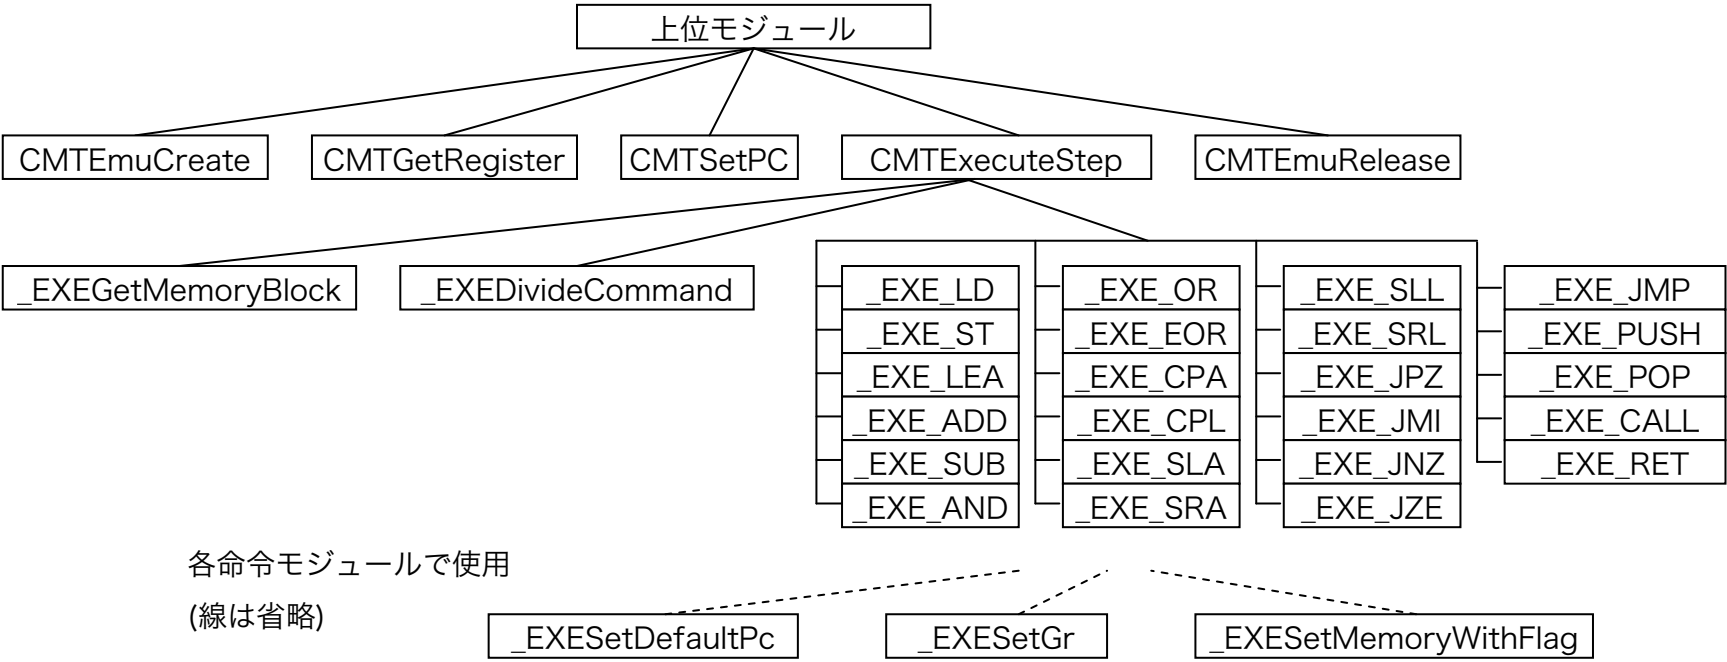 上位モジュール
CMTEmuCreate
CMTGetRegister
CMTSetPC
CMTExecuteStep
CMTEmuRelease
_EXEGetMemoryBlock
_EXEDivideCommand
_EXE_LD
_EXE_ST
_EXE_LEA
_EXE_ADD
_EXE_SUB
_EXE_AND
_EXE_OR
_EXE_EOR
_EXE_CPA
_EXE_CPL
_EXE_SLA
_EXE_SRA
_EXE_SLL
_EXE_SRL
_EXE_JPZ
_EXE_JMI
_EXE_JNZ
_EXE_JZE
_EXE_JMP
_EXE_PUSH
_EXE_POP
_EXE_CALL
_EXE_RET
各命令モジュールで使用
(線は省略)
_EXESetDefaultPc
_EXESetGr
_EXESetMemoryWithFlag